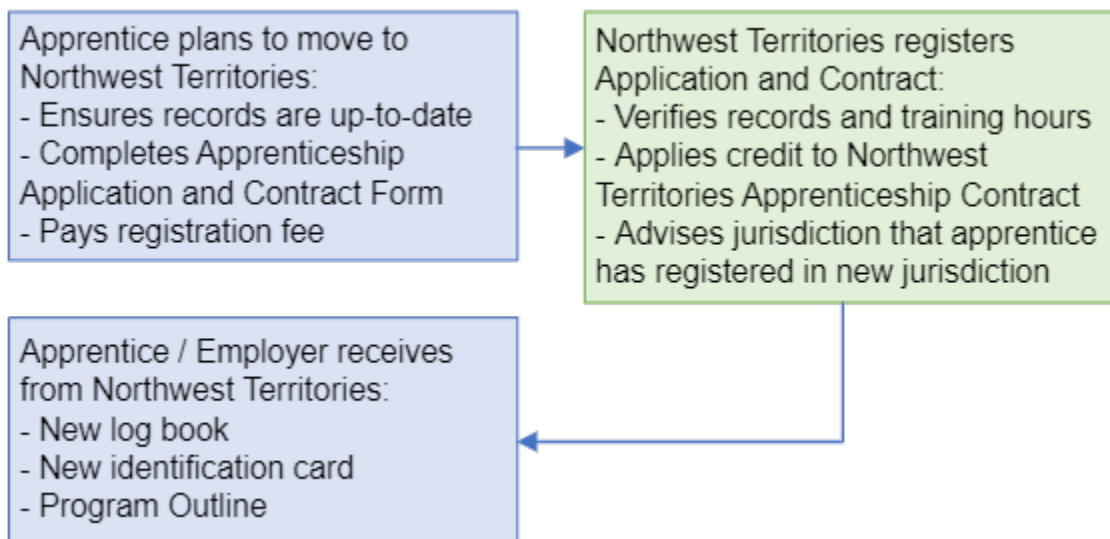 Apprentice plans to move to
Northwest Territories:
- Ensures records are up-to-date
- Completes Apprenticeship
Application and Contract Form
- Pays registration fee
Northwest Territories registers
Application and Contract:
- Verifies records and training hours
- Applies credit to Northwest
Territories Apprenticeship Contract
- Advises jurisdiction that apprentice
has registered in new jurisdiction
Apprentice / Employer receives
from Northwest Territories:
- New log book
- New identification card
- Program Outline